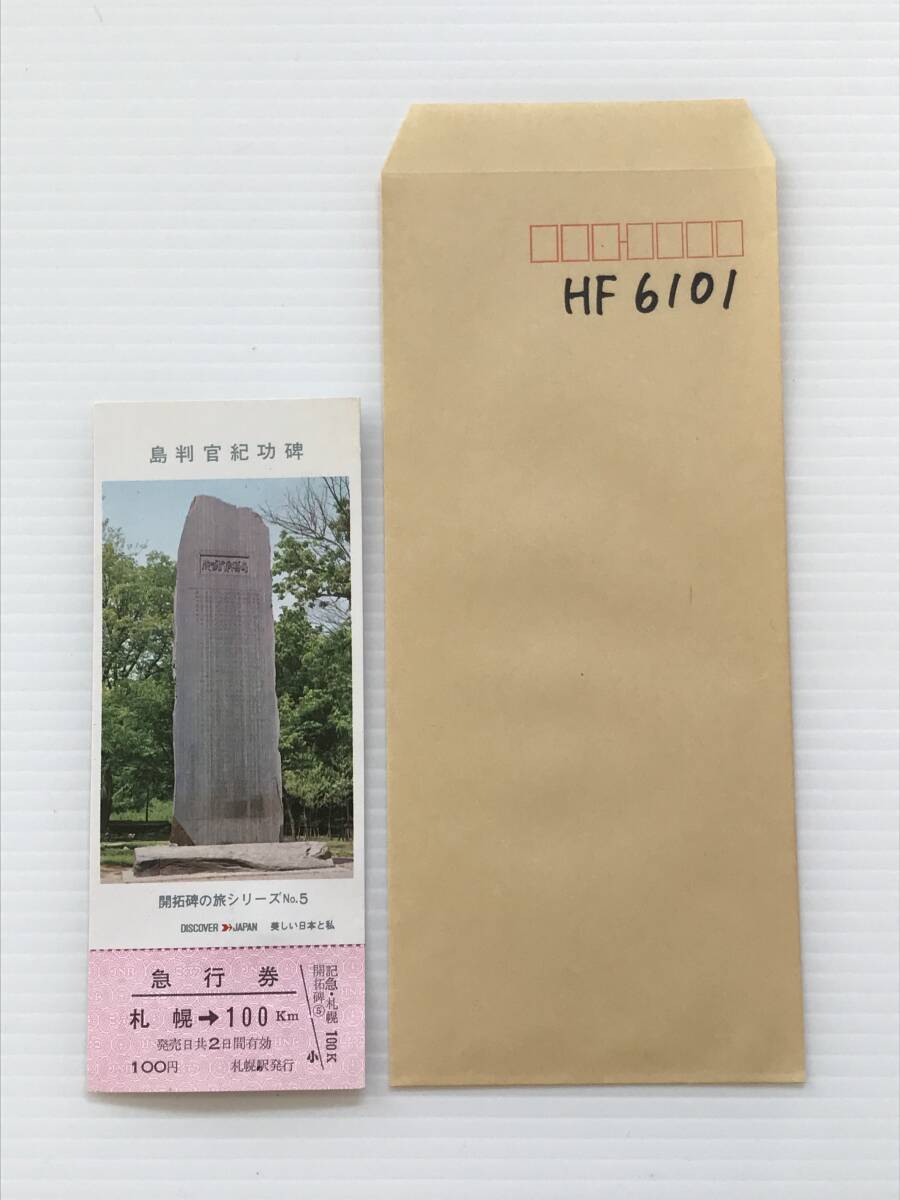 島判官紀功碑
開拓碑の旅シリーズNo.5
DISCOVER JAPAN 美しい日本と私
急行券
札幌→100Km
発売日共2日間有効
100円 札幌駅発行
記急・札幌 100K
開拓碑⑤
小
HF 6101